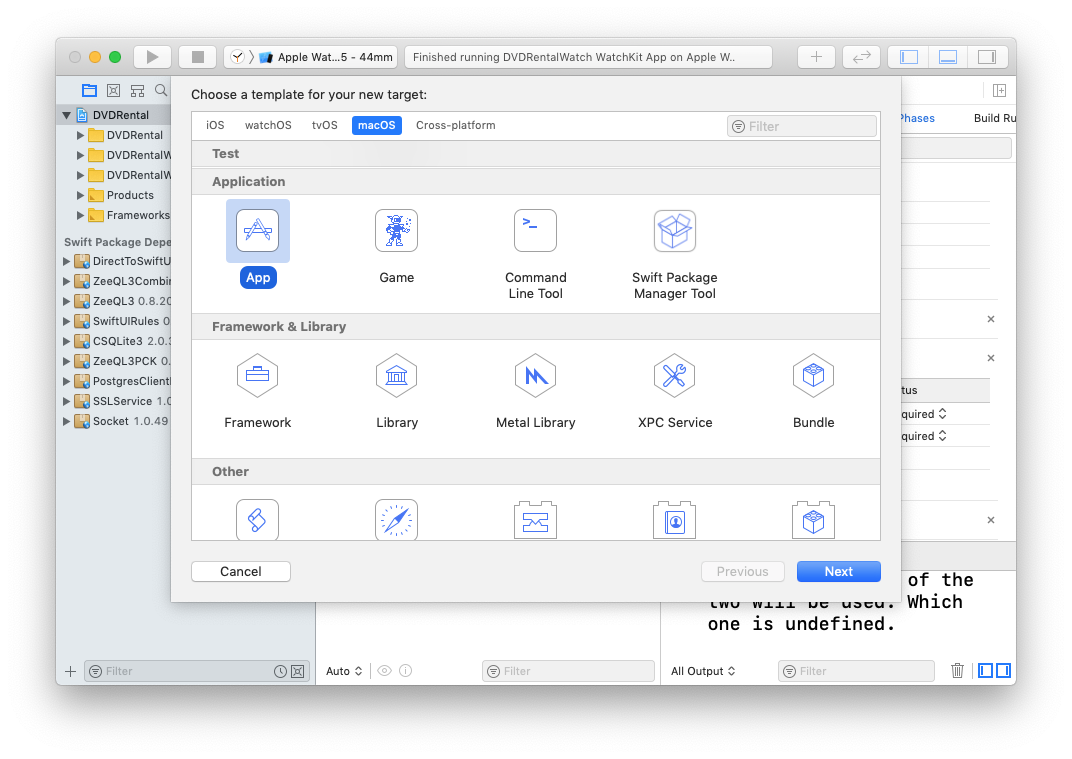 Apple Wat...5 - 44mm
Finished running DVDRentalWatch WatchKit App on Apple W..
Choose a template for your new target:
iOS
watchOS
tvOS
macOS
Cross-platform
Filter
Phases
Build Ru
DVDRental
DVDRental
DVDRentalW
DVDRentalW
Products
Frameworks
Swift Package Depe
DirectToSwiftU
ZeeQL3Combin
ZeeQL3 0.8.20
SwiftUIRules 0
CSQLite3 2.0.3
ZeeQL3PCK 0.
PostgresClientI
SSLService 1.0
Socket 1.0.49
Test
Application
App
Game
Command
Line Tool
Swift Package
Manager Tool
Framework & Library
Framework
Library
Metal Library
XPC Service
Bundle
Other
tus
quired
quired
Cancel
Previous
Next
of the
two will be used. Which
one is undefined.
Filter
Auto
Filter
All Output
Filter